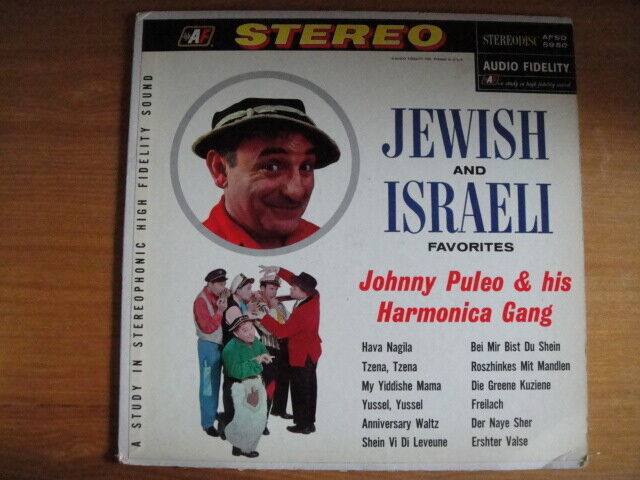 AF
STEREO
STEREODISC
AFSD
5950
AUDIO FIDELITY
AF
JEWISH
AND
ISRAELI
FAVORITES
Johnny Puleo & his
Harmonica Gang
Hava Nagila
Tzena, Tzena
My Yiddishe Mama
Yussel, Yussel
Anniversary Waltz
Shein Vi Di Leveune
Bei Mir Bist Du Shein
Roszhinkes Mit Mandlen
Die Greene Kuziene
Freilach
Der Naye Sher
Ershter Valse
A STUDY IN STEREOPHONIC HIGH FIDELITY SOUND